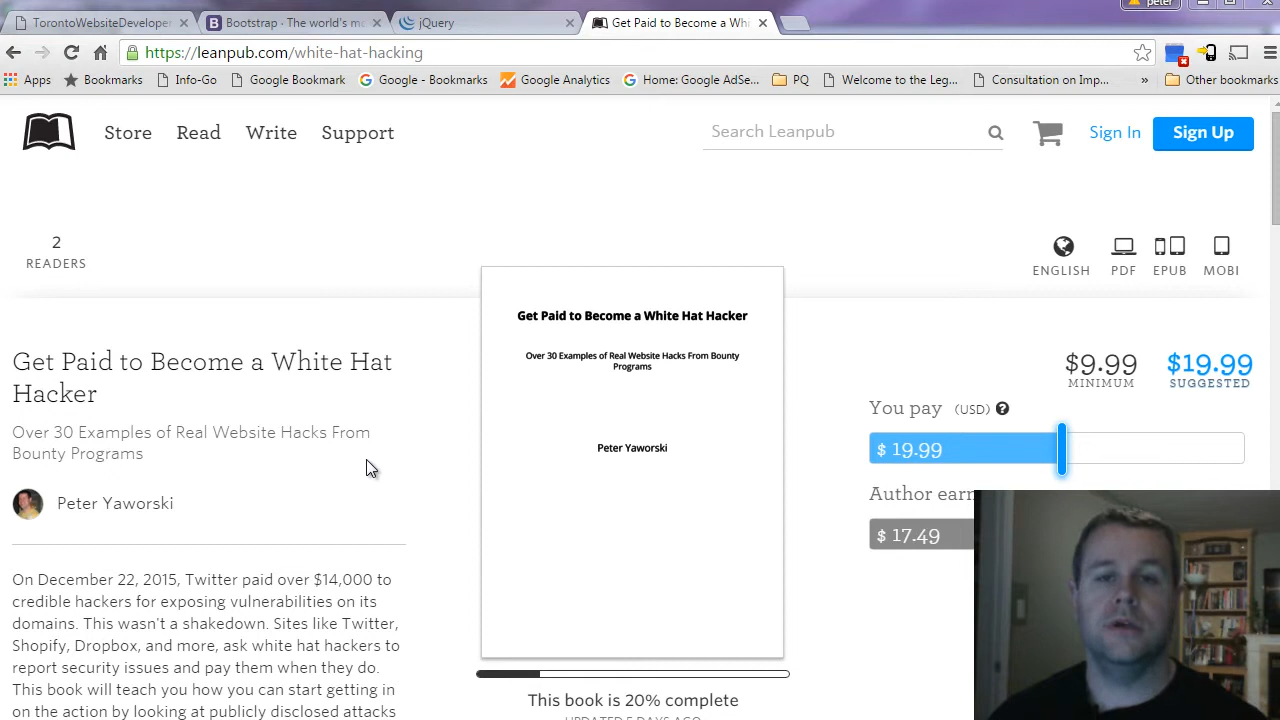 peter
TorontoWebsiteDeveloper
Bootstrap - The world's mo
jQuery
Get Paid to Become a Whi
https://leanpub.com/white-hat-hacking
Apps
Bookmarks
Info-Go
Google Bookmark
Google - Bookmarks
Google Analytics
Home: Google AdSe...
PQ
Welcome to the Leg...
Consultation on Imp...
»
Other bookmarks
Store
Read
Write
Support
Search Leanpub
Sign In
Sign Up
2
READERS
ENGLISH
PDF
EPUB
MOBI
Get Paid to Become a White Hat
Hacker
Over 30 Examples of Real Website Hacks From
Bounty Programs
Peter Yaworski
On December 22, 2015, Twitter paid over $14,000 to
credible hackers for exposing vulnerabilities on its
domains. This wasn't a shakedown. Sites like Twitter,
Shopify, Dropbox, and more, ask white hat hackers to
report security issues and pay them when they do.
This book will teach you how you can start getting in
on the action by looking at publicly disclosed attacks
Get Paid to Become a White Hat Hacker
Over 30 Examples of Real Website Hacks From Bounty
Programs
Peter Yaworski
This book is 20% complete
UPDATED 5 DAYS AGO
$9.99
MINIMUM
$19.99
SUGGESTED
You pay (USD) ?
$ 19.99
Author earn
$ 17.49